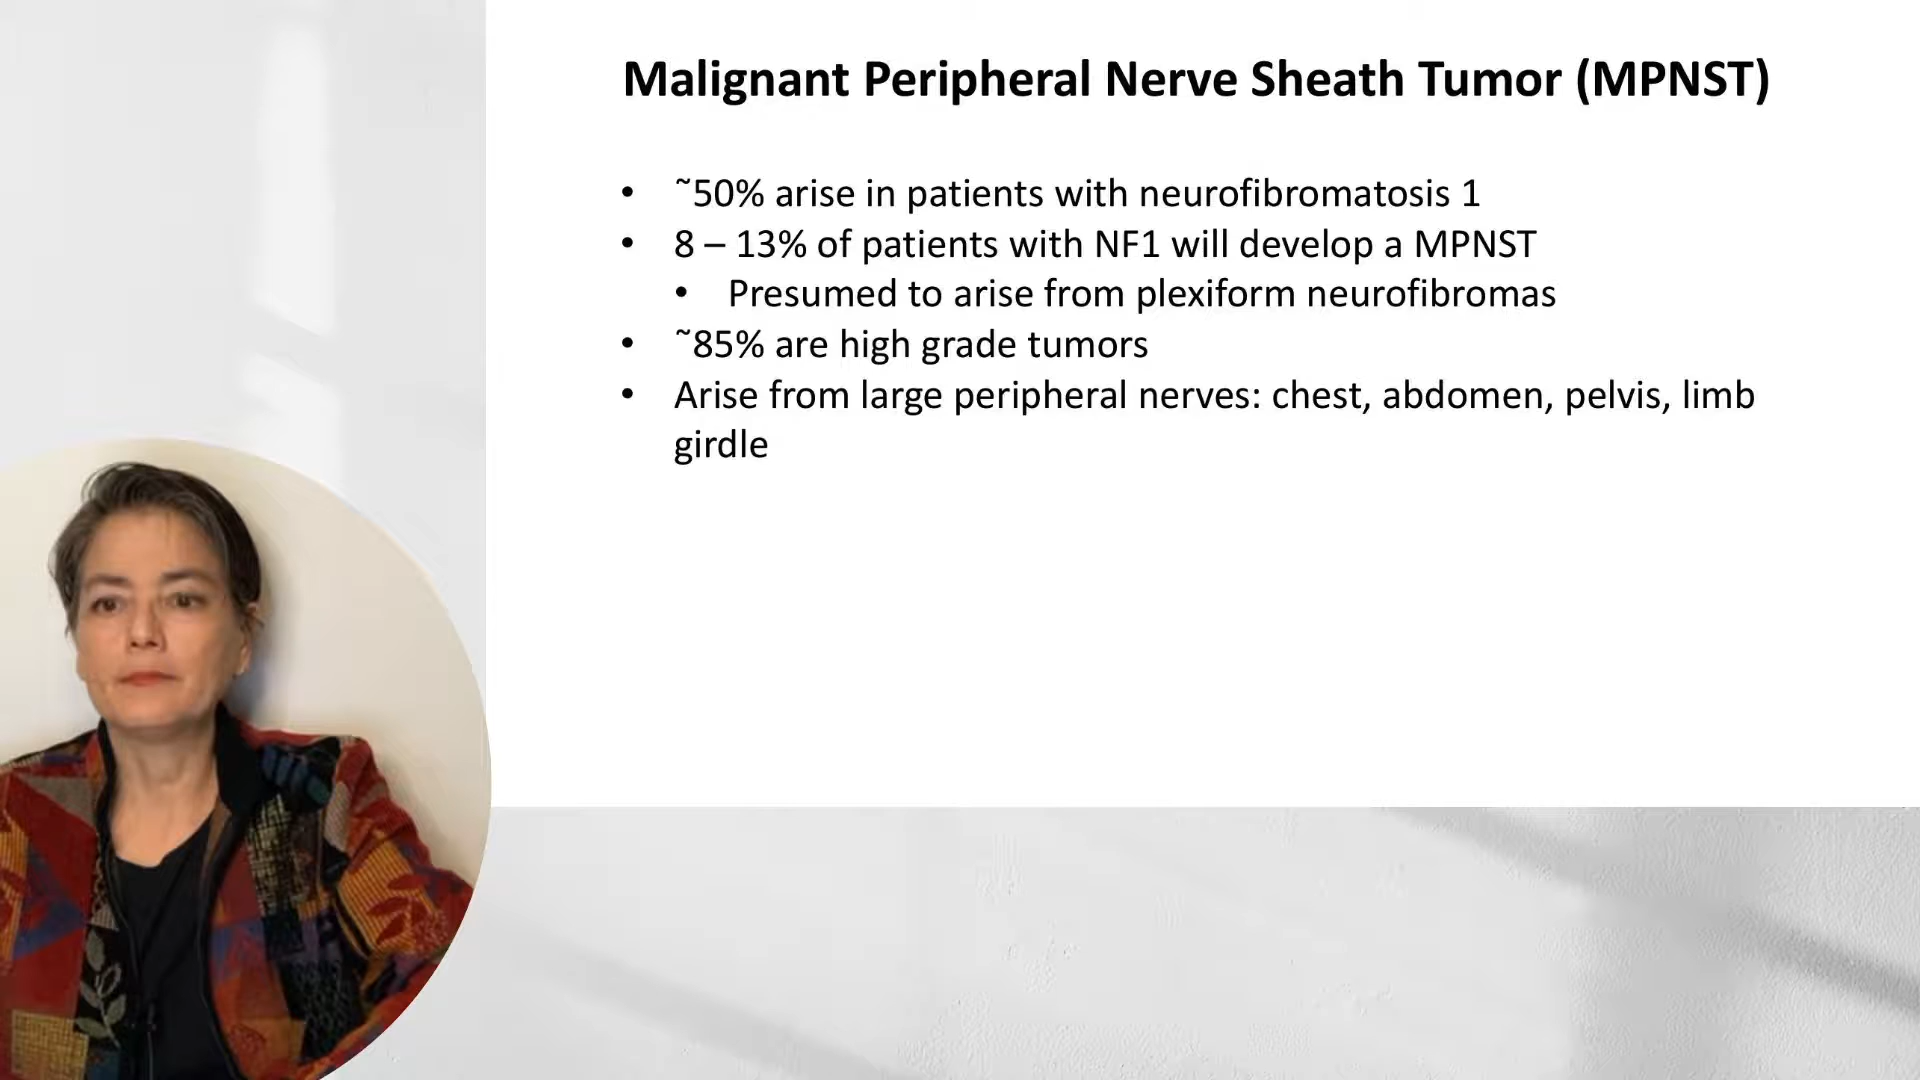 Malignant Peripheral Nerve Sheath Tumor (MPNST)
• ˜50% arise in patients with neurofibromatosis 1
• 8 – 13% of patients with NF1 will develop a MPNST
• Presumed to arise from plexiform neurofibromas
• ˜85% are high grade tumors
• Arise from large peripheral nerves: chest, abdomen, pelvis, limb
girdle